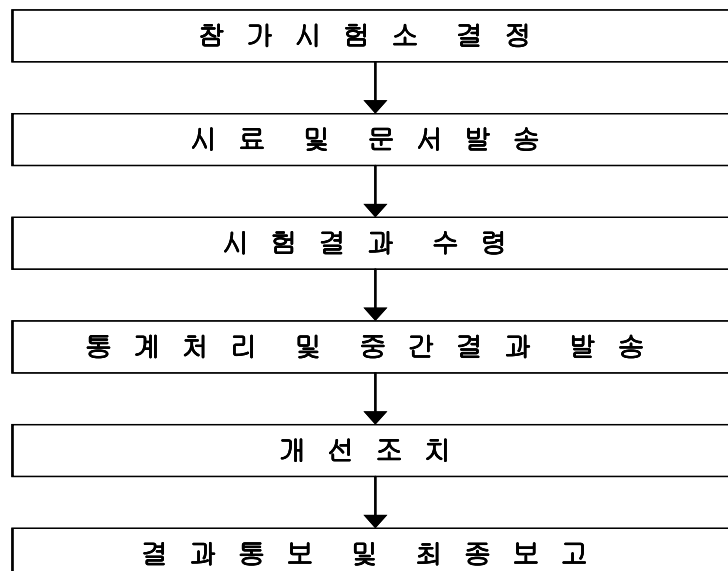 참가시험소 결정
시료 및 문서발송
시험결과 수령
통계처리 및 중간결과 발송
개선조치
결과통보 및 최종보고